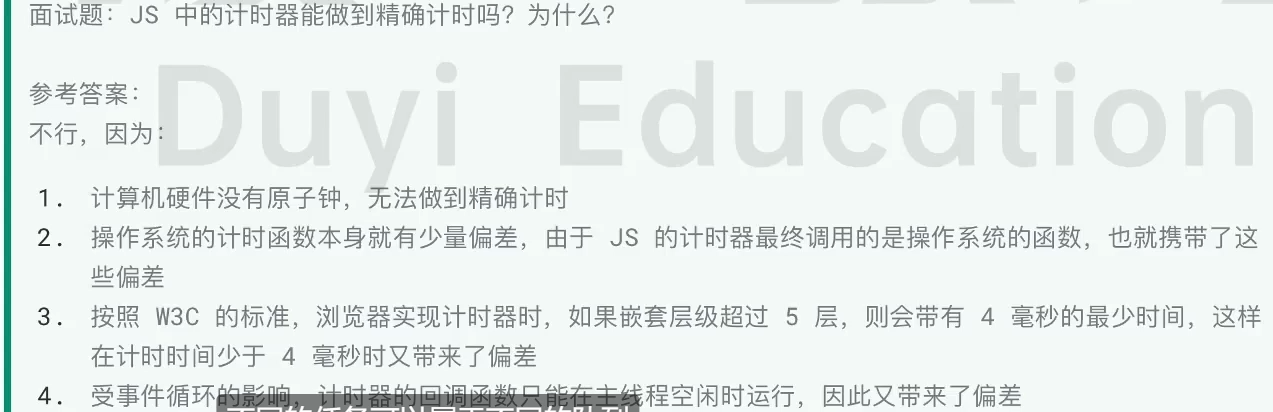 面试题：JS 中的计时器能做到精确计时吗？为什么？
Duyi Education
参考答案：
不行，因为：
1. 计算机硬件没有原子钟，无法做到精确计时
2. 操作系统的计时函数本身就有少量偏差，由于 JS 的计时器最终调用的是操作系统的函数，也就携带了这
些偏差
3. 按照 W3C 的标准，浏览器实现计时器时，如果嵌套层级超过 5 层，则会带有 4 毫秒的最少时间，这样
在计时时间少于 4 毫秒时又带来了偏差
4. 受事件循环的影响，计时器的回调函数只能在主线程空闲时运行，因此又带来了偏差